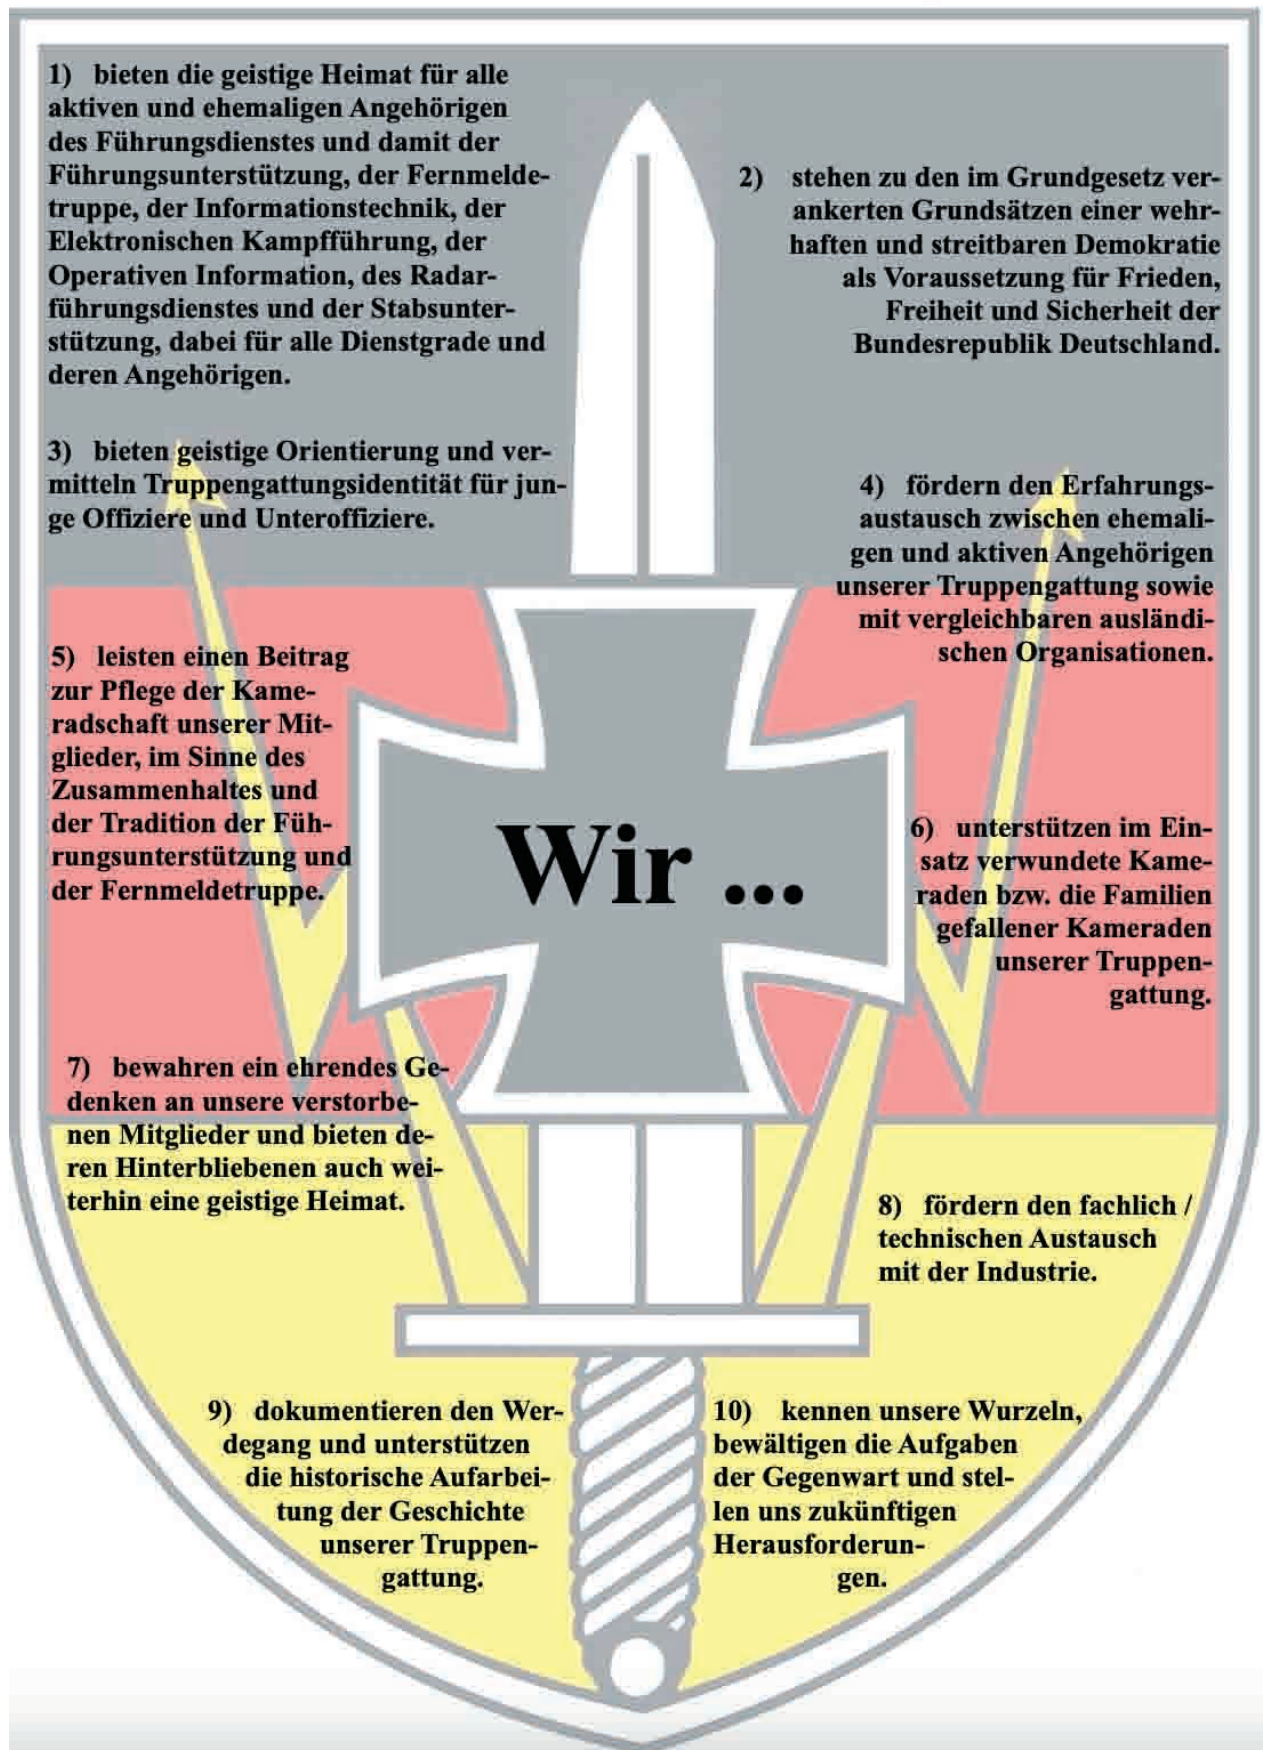 1) bieten die geistige Heimat für alle
aktiven und ehemaligen Angehörigen
des Führungsdienstes und damit der
Führungsunterstützung, der Fernmelde-
truppe, der Informationstechnik, der
Elektronischen Kampfführung, der
Operativen Information, des Radar-
führungsdienstes und der Stabsunter-
stützung, dabei für alle Dienstgrade und
deren Angehörigen.
2) stehen zu den im Grundgesetz ver-
ankerten Grundsätzen einer wehr-
haften und streitbaren Demokratie
als Voraussetzung für Frieden,
Freiheit und Sicherheit der
Bundesrepublik Deutschland.
3) bieten geistige Orientierung und ver-
mitteln Truppengattungsidentität für jun-
ge Offiziere und Unteroffiziere.
4) fördern den Erfahrungs-
austausch zwischen ehemali-
gen und aktiven Angehörigen
unserer Truppengattung sowie
mit vergleichbaren ausländi-
schen Organisationen.
5) leisten einen Beitrag
zur Pflege der Kame-
radschaft unserer Mit-
glieder, im Sinne des
Zusammenhaltes und
der Tradition der Füh-
rungsunterstützung und
der Fernmeldetruppe.
Wir ...
6) unterstützen im Ein-
satz verwundete Kame-
raden bzw. die Familien
gefallener Kameraden
unserer Truppen-
gattung.
7) bewahren ein ehrendes Ge-
denken an unsere verstorbe-
nen Mitglieder und bieten de-
ren Hinterbliebenen auch wei-
terhin eine geistige Heimat.
8) fördern den fachlich /
technischen Austausch
mit der Industrie.
9) dokumentieren den Wer-
degang und unterstützen
die historische Aufarbei-
tung der Geschichte
unserer Truppen-
gattung.
10) kennen unsere Wurzeln,
bewältigen die Aufgaben
der Gegenwart und stel-
len uns zukünftigen
Herausforderun-
gen.